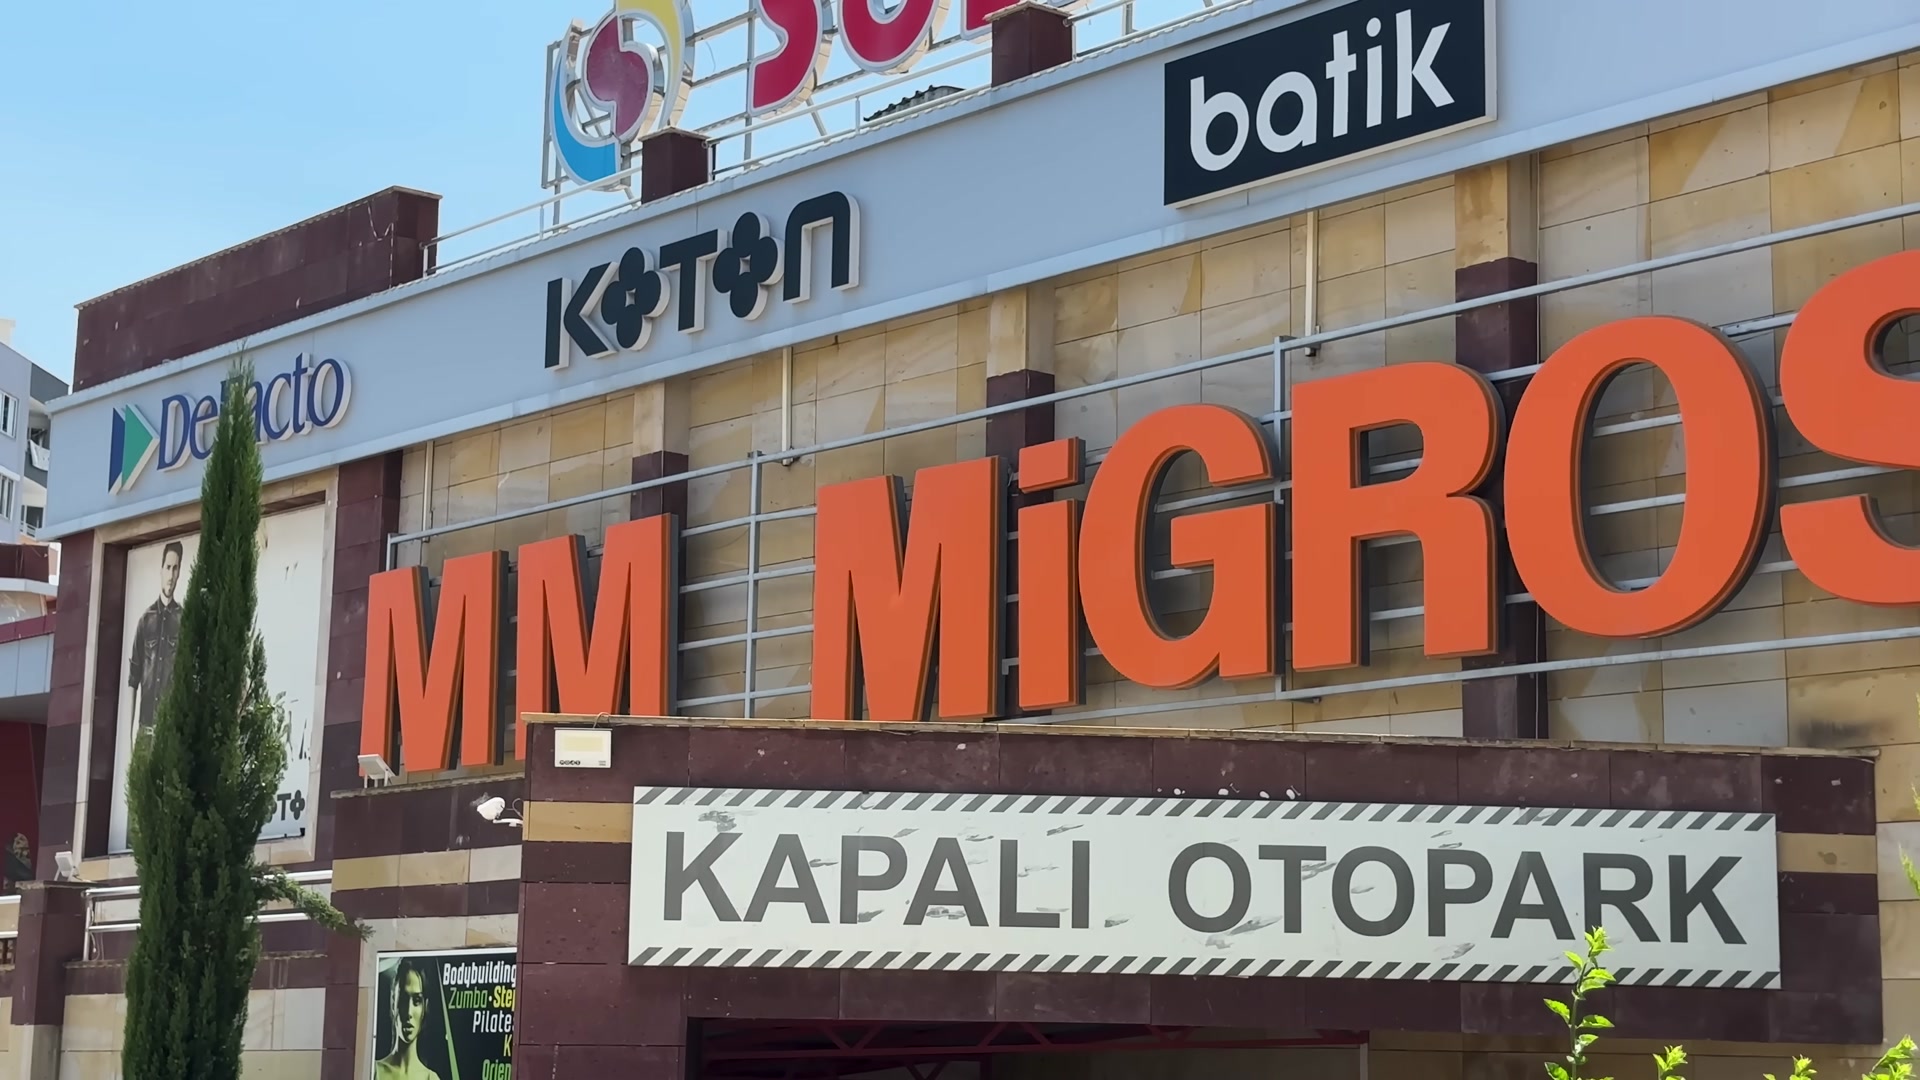 batik
KOTON
DeFacto
MM MiGROS
KAPALI OTOPARK
Bodybuilding
Zumba
Pilates